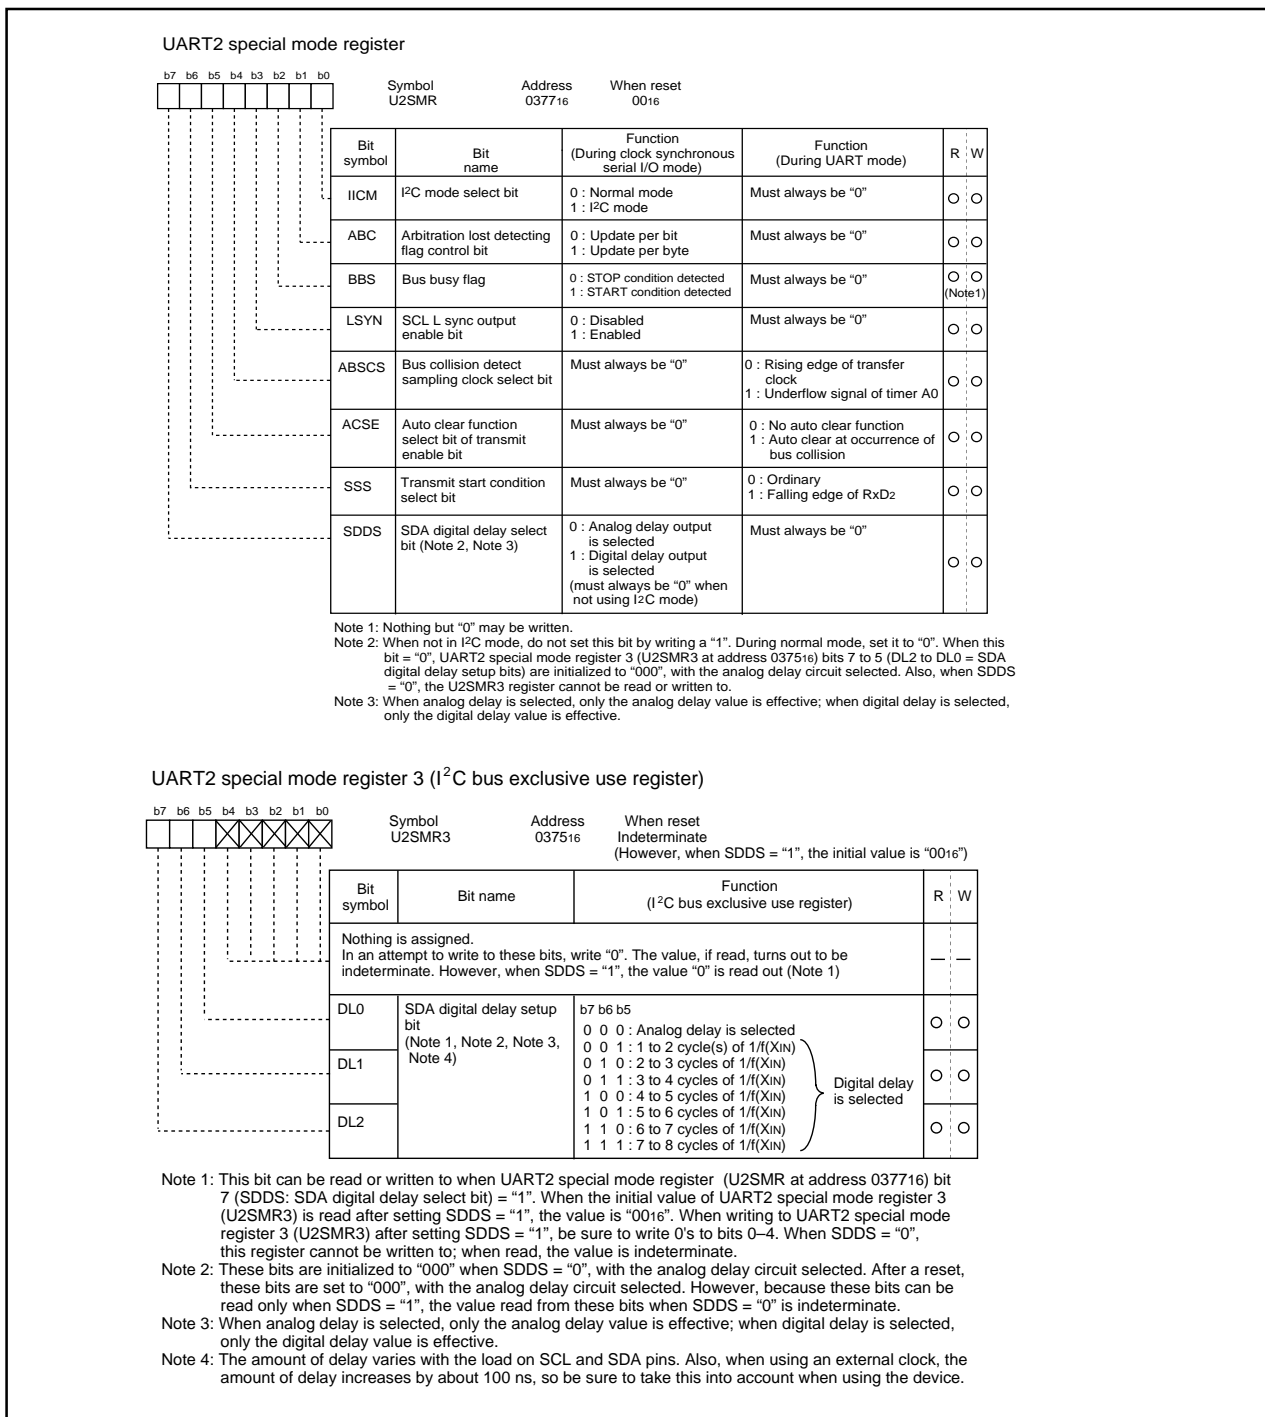 UART2 special mode register
b7 b6 b5 b4 b3 b2 b1 b0
Symbol Address When reset
U2SMR 037716 0016
Bit symbol Bit name Function (During clock synchronous serial I/O mode) Function (During UART mode) R W
IICM I2C mode select bit 0 : Normal mode Must always be “0”
1 : I2C mode
ABC Arbitration lost detecting 0 : Update per bit Must always be “0”
flag control bit 1 : Update per byte
BBS Bus busy flag 0 : STOP condition detected Must always be “0”
1 : START condition detected (Note1)
LSYN SCL L sync output 0 : Disabled Must always be “0”
enable bit 1 : Enabled
ABSCS Bus collision detect Must always be “0” 0 : Rising edge of transfer
sampling clock select bit clock
1 : Underflow signal of timer A0
ACSE Auto clear function Must always be “0” 0 : No auto clear function
select bit of transmit 1 : Auto clear at occurrence of
enable bit bus collision
SSS Transmit start condition Must always be “0” 0 : Ordinary
select bit 1 : Falling edge of RxD2
SDDS SDA digital delay select 0 : Analog delay output Must always be “0”
bit (Note 2, Note 3) is selected
1 : Digital delay output
is selected
(must always be “0” when
not using I2C mode)
Note 1: Nothing but “0” may be written.
Note 2: When not in I2C mode, do not set this bit by writing a “1”. During normal mode, set it to “0”. When this
bit = “0”, UART2 special mode register 3 (U2SMR3 at address 037516) bits 7 to 5 (DL2 to DL0 = SDA
digital delay setup bits) are initialized to “000”, with the analog delay circuit selected. Also, when SDDS
= “0”, the U2SMR3 register cannot be read or written to.
Note 3: When analog delay is selected, only the analog delay value is effective; when digital delay is selected,
only the digital delay value is effective.
UART2 special mode register 3 (I2C bus exclusive use register)
b7 b6 b5 b4 b3 b2 b1 b0
Symbol Address When reset
U2SMR3 037516 Indeterminate
(However, when SDDS = “1”, the initial value is “0016”)
Bit symbol Bit name Function (I2C bus exclusive use register) R W
Nothing is assigned.
In an attempt to write to these bits, write “0”. The value, if read, turns out to be
indeterminate. However, when SDDS = “1”, the value “0” is read out (Note 1)
DL0 SDA digital delay setup b7 b6 b5
bit 0 0 0 : Analog delay is selected
(Note 1, Note 2, Note 3, 0 0 1 : 1 to 2 cycle(s) of 1/f(XIN)
DL1 Note 4) 0 1 0 : 2 to 3 cycles of 1/f(XIN)
0 1 1 : 3 to 4 cycles of 1/f(XIN) Digital delay
1 0 0 : 4 to 5 cycles of 1/f(XIN) is selected
1 0 1 : 5 to 6 cycles of 1/f(XIN)
DL2 1 1 0 : 6 to 7 cycles of 1/f(XIN)
1 1 1 : 7 to 8 cycles of 1/f(XIN)
Note 1: This bit can be read or written to when UART2 special mode register (U2SMR at address 037716) bit
7 (SDDS: SDA digital delay select bit) = “1”. When the initial value of UART2 special mode register 3
(U2SMR3) is read after setting SDDS = “1”, the value is “0016”. When writing to UART2 special mode
register 3 (U2SMR3) after setting SDDS = “1”, be sure to write 0's to bits 0–4. When SDDS = “0”,
this register cannot be written to; when read, the value is indeterminate.
Note 2: These bits are initialized to “000” when SDDS = “0”, with the analog delay circuit selected. After a reset,
these bits are set to “000”, with the analog delay circuit selected. However, because these bits can be
read only when SDDS = “1”, the value read from these bits when SDDS = “0” is indeterminate.
Note 3: When analog delay is selected, only the analog delay value is effective; when digital delay is selected,
only the digital delay value is effective.
Note 4: The amount of delay varies with the load on SCL and SDA pins. Also, when using an external clock, the
amount of delay increases by about 100 ns, so be sure to take this into account when using the device.